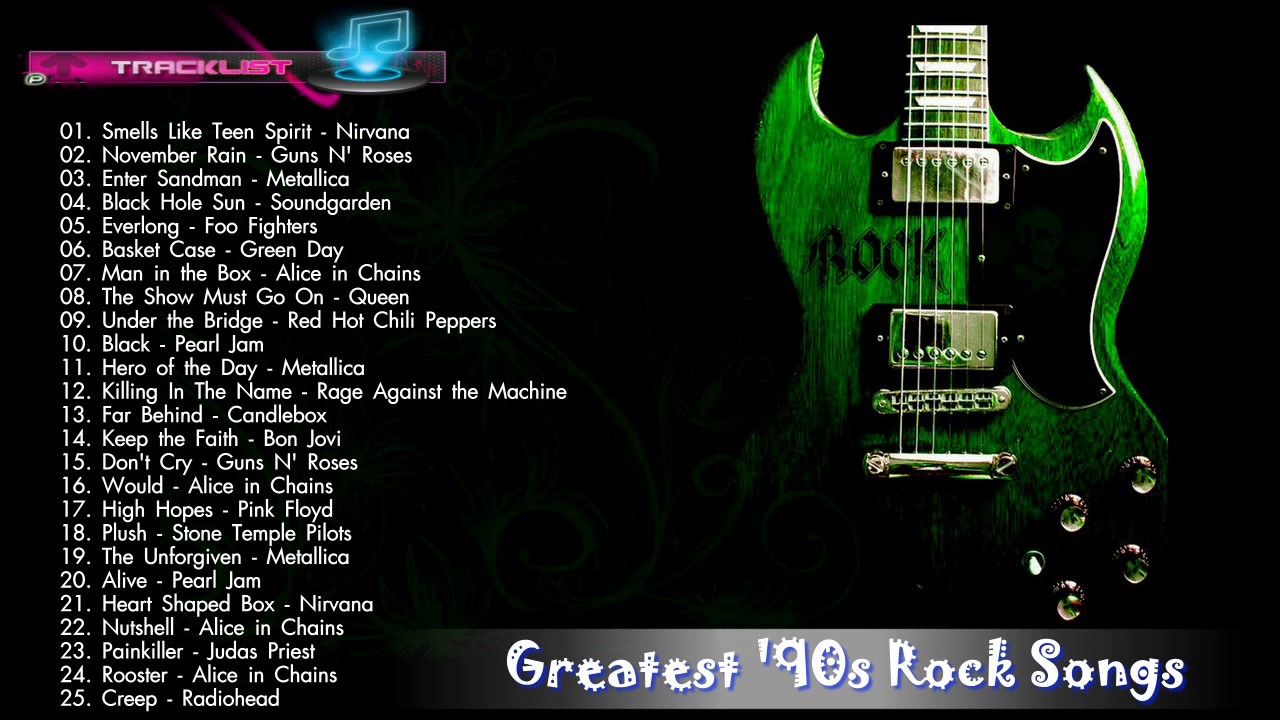 TRACKLIST
P
01. Smells Like Teen Spirit - Nirvana
02. November Rain - Guns N' Roses
03. Enter Sandman - Metallica
04. Black Hole Sun - Soundgarden
05. Everlong - Foo Fighters
06. Basket Case - Green Day
07. Man in the Box - Alice in Chains
08. The Show Must Go On - Queen
09. Under the Bridge - Red Hot Chili Peppers
10. Black - Pearl Jam
11. Hero of the Day - Metallica
12. Killing In The Name - Rage Against the Machine
13. Far Behind - Candlebox
14. Keep the Faith - Bon Jovi
15. Don't Cry - Guns N' Roses
16. Would - Alice in Chains
17. High Hopes - Pink Floyd
18. Plush - Stone Temple Pilots
19. The Unforgiven - Metallica
20. Alive - Pearl Jam
21. Heart Shaped Box - Nirvana
22. Nutshell - Alice in Chains
23. Painkiller - Judas Priest
24. Rooster - Alice in Chains
25. Creep - Radiohead
ROCK
Greatest '90s Rock Songs